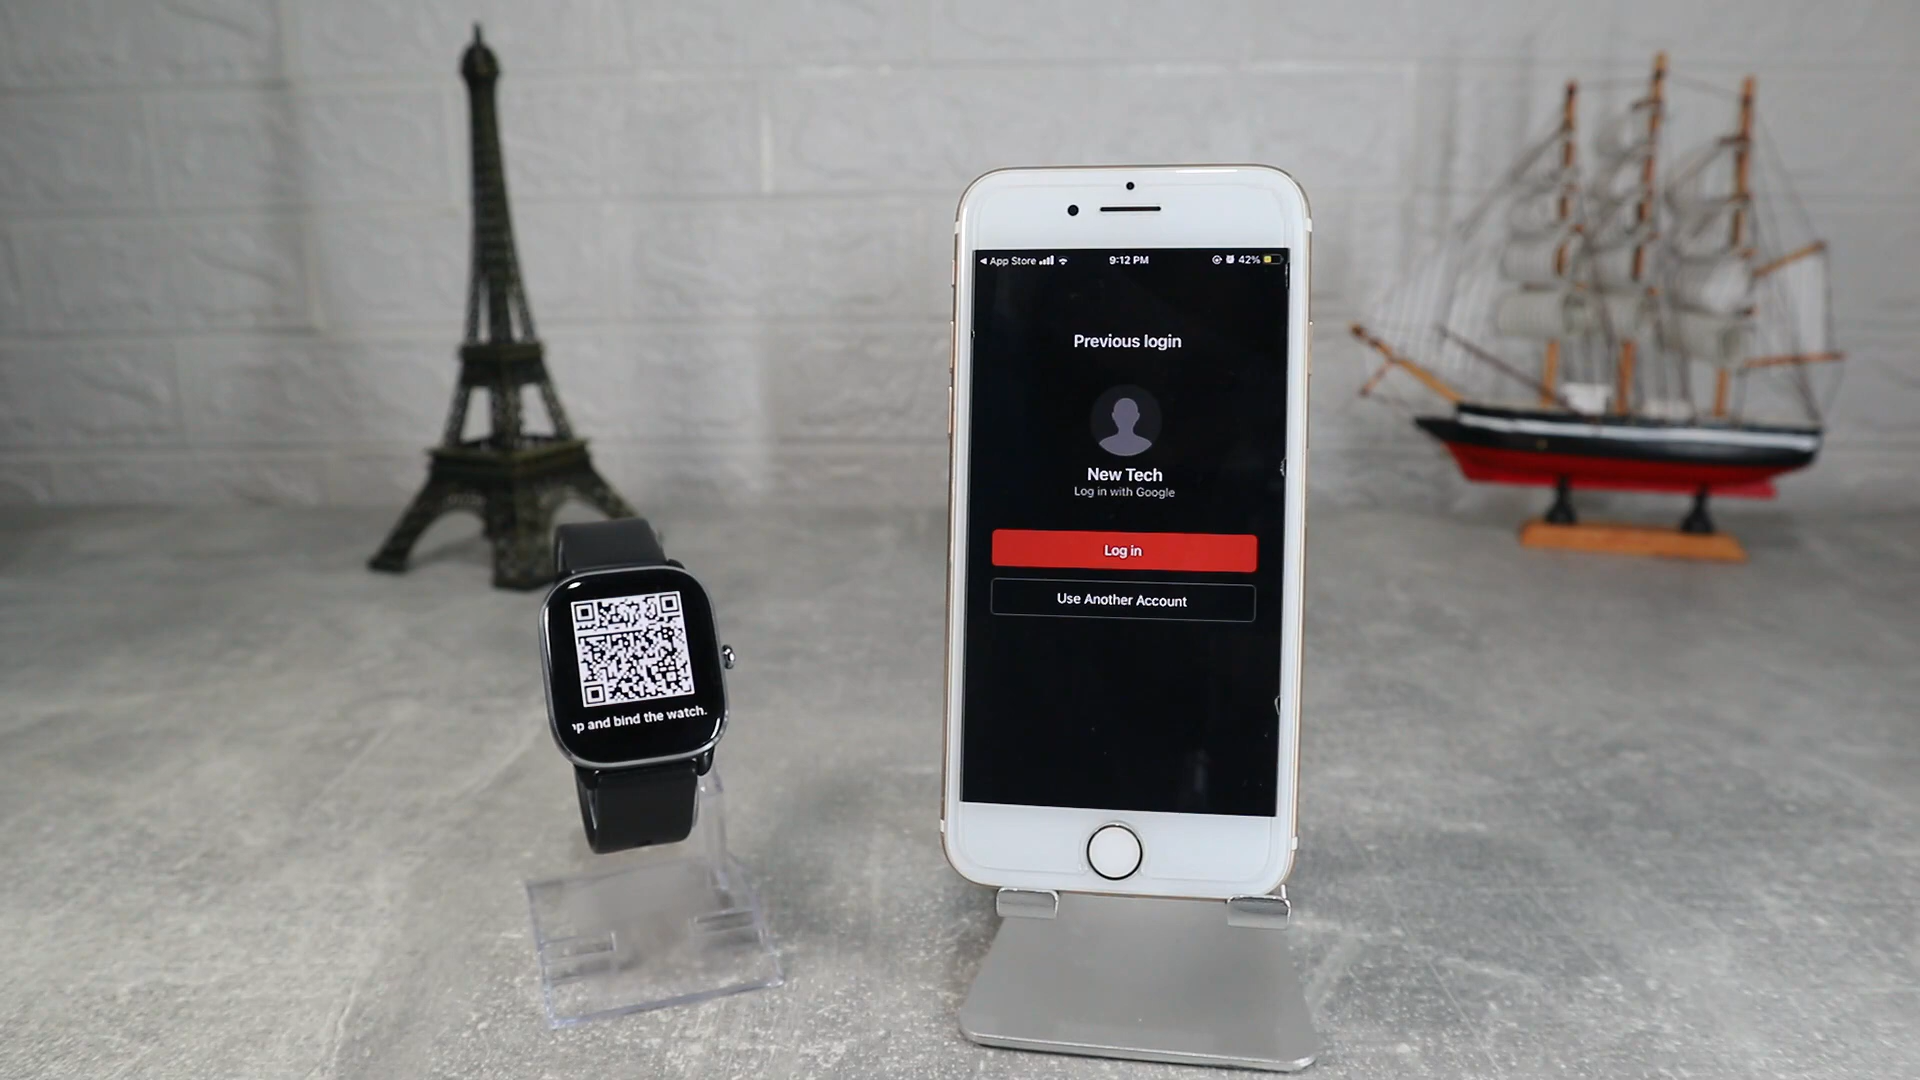 App Store
9:12 PM
42%
Previous login
New Tech
Log in with Google
Log in
Use Another Account
and bind the watch.